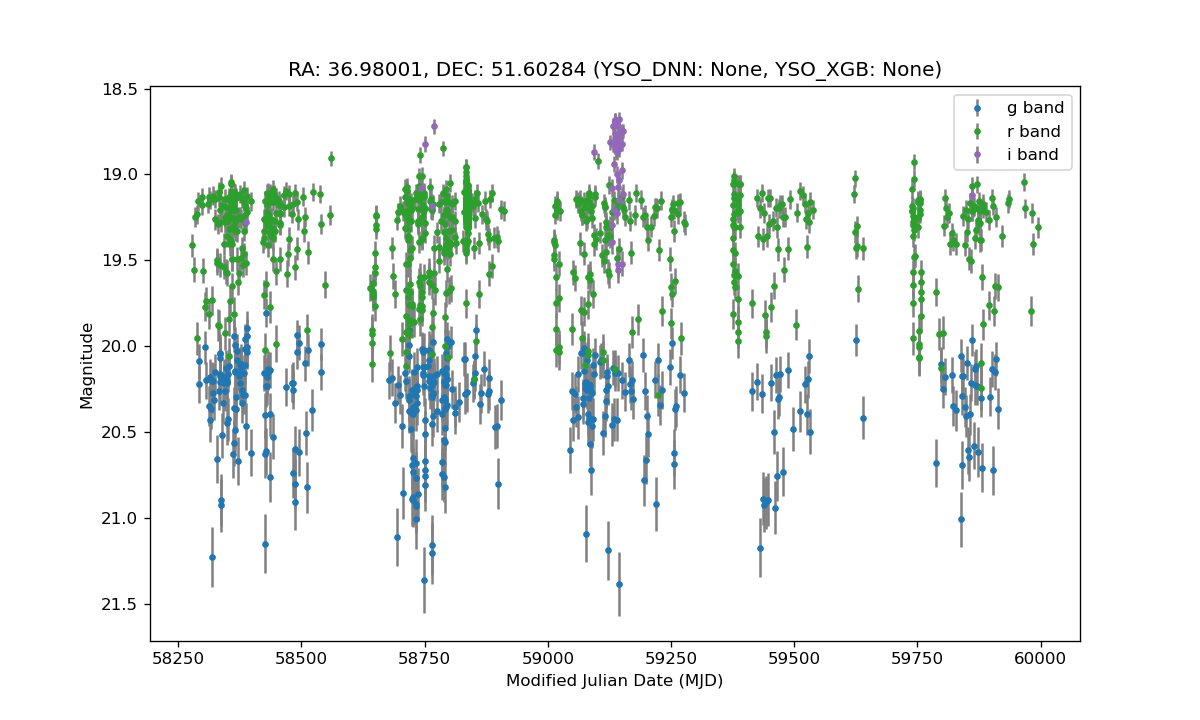 RA: 36.98001, DEC: 51.60284 (YSO_DNN: None, YSO_XGB: None)
g band
r band
i band
18.5
19.0
19.5
20.0
20.5
21.0
21.5
Magnitude
58250 58500 58750 59000 59250 59500 59750 60000
Modified Julian Date (MJD)